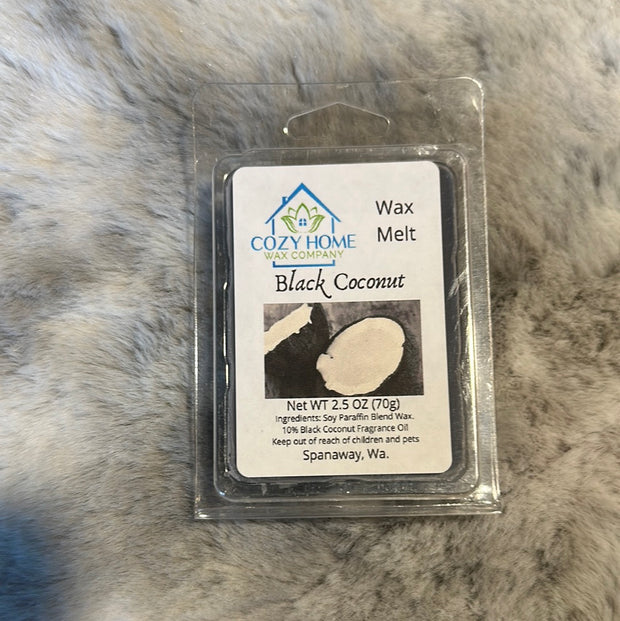 Wax
Melt
COZY HOME
WAX COMPANY
Black Coconut
Net WT 2.5 OZ (70g)
Ingredients: Soy Paraffin Blend Wax.
10% Black Coconut Fragrance Oil
Keep out of reach of children and pets
Spanaway, Wa.